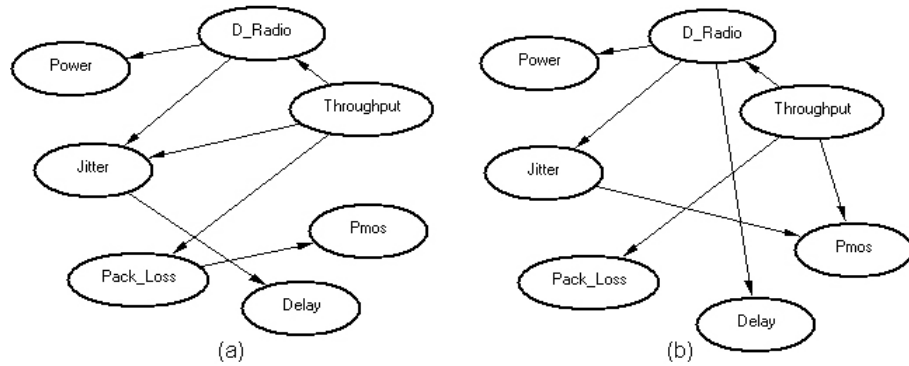 D_Radio
Power
Throughput
Jitter
Pmos
Pack_Loss
Delay
(a)
D_Radio
Power
Throughput
Jitter
Pmos
Pack_Loss
Delay
(b)